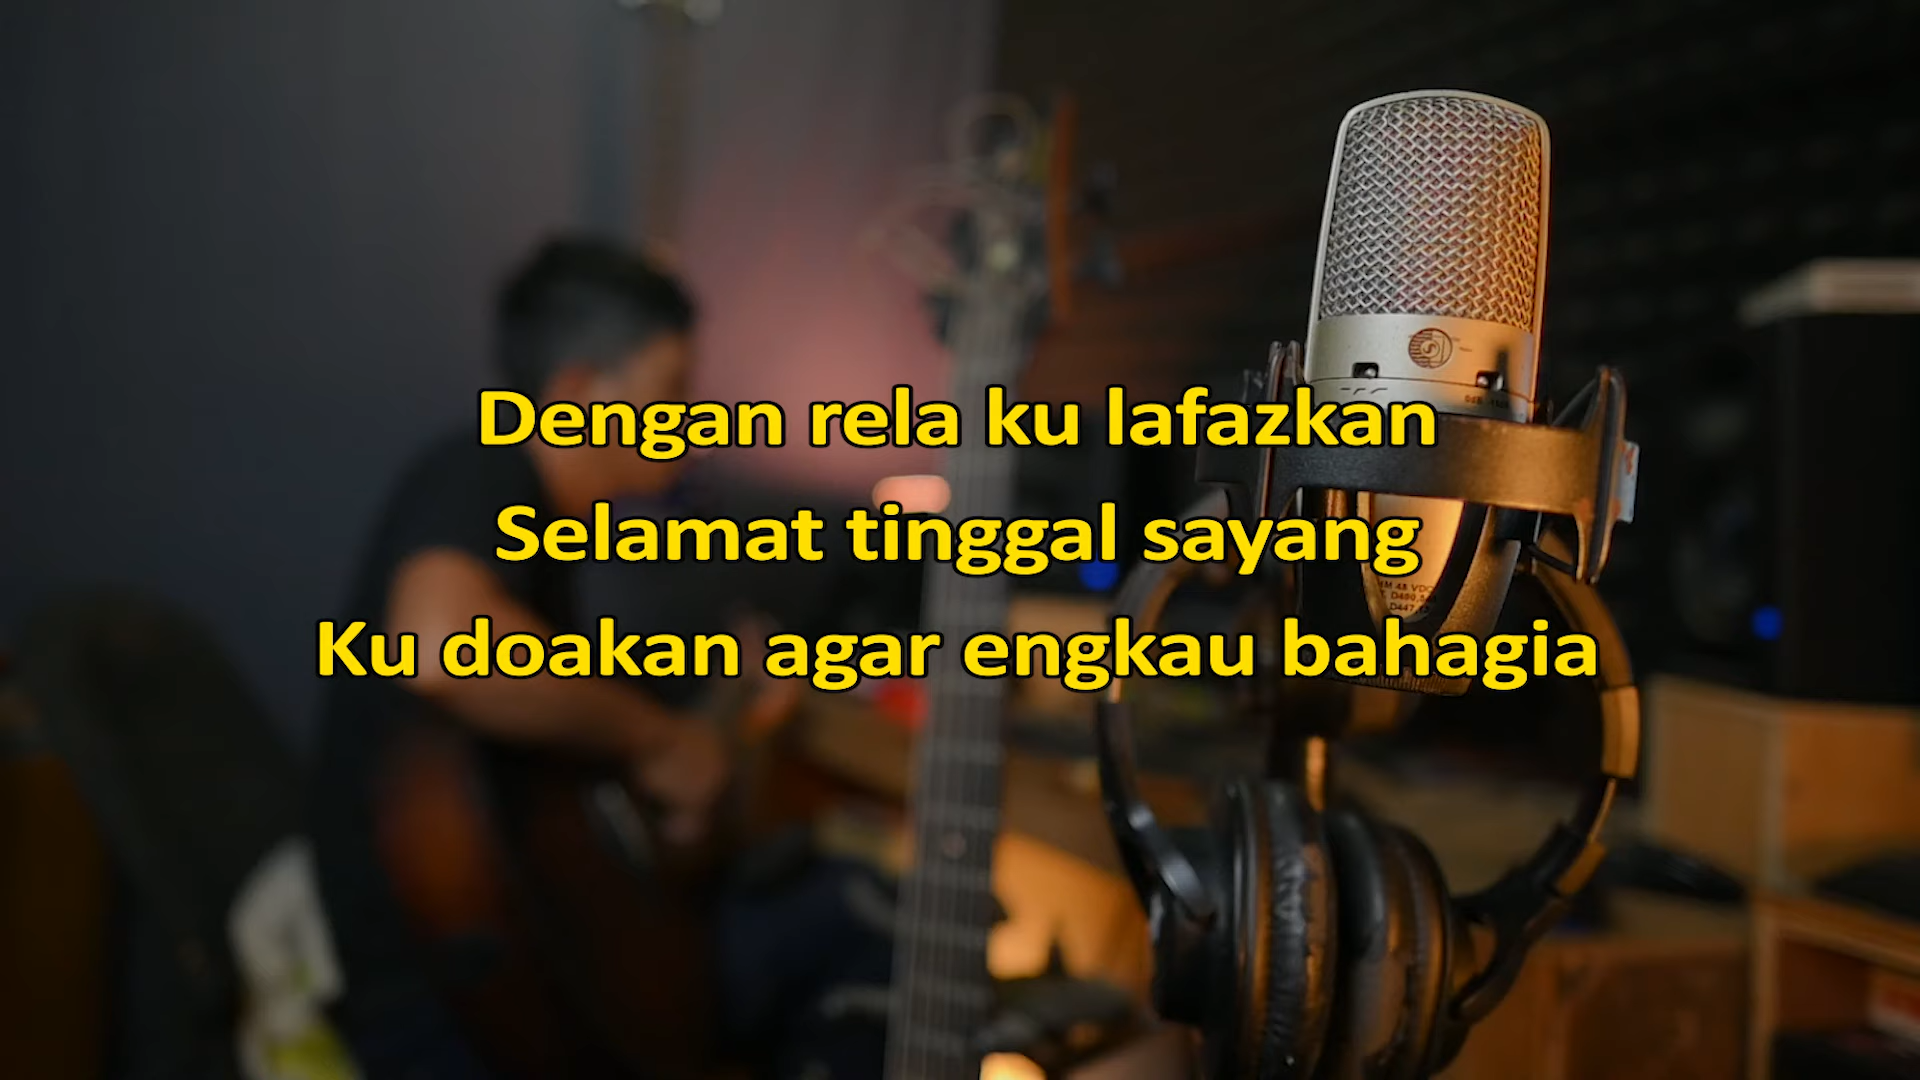 Dengan rela ku lafazkan
Selamat tinggal sayang
Ku doakan agar engkau bahagia